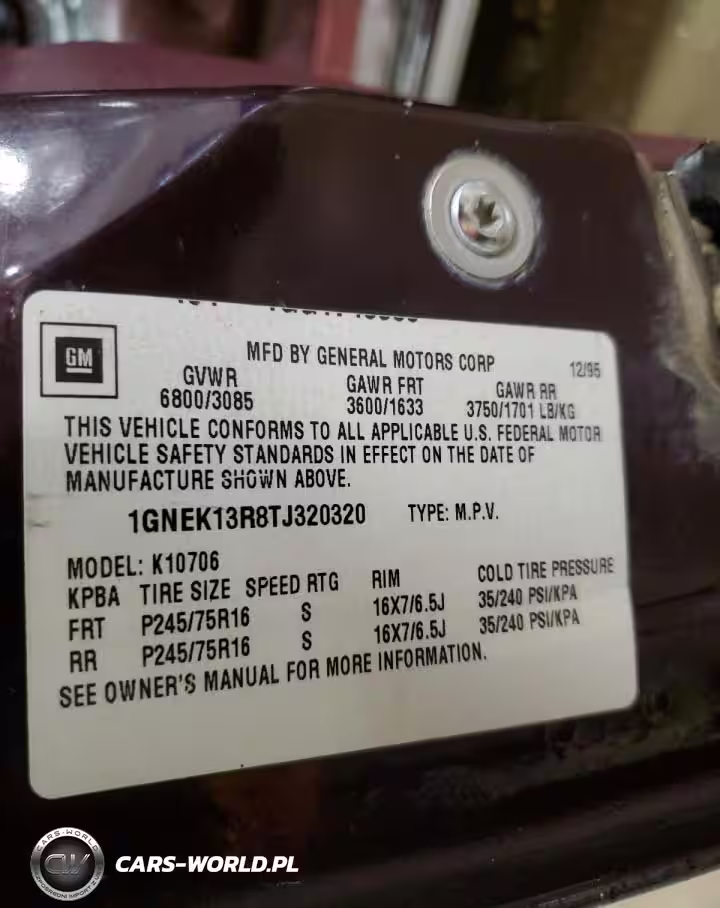 MFD BY GENERAL MOTORS CORP 12/95
GM
GVWR GAWR FRT GAWR RR
6800/3085 3600/1633 3750/1701 LB/KG
THIS VEHICLE CONFORMS TO ALL APPLICABLE U.S. FEDERAL MOTOR
VEHICLE SAFETY STANDARDS IN EFFECT ON THE DATE OF
MANUFACTURE SHOWN ABOVE.
1GNEK13R8TJ320320 TYPE: M.P.V.
MODEL: K10706
KPBA TIRE SIZE SPEED RTG RIM COLD TIRE PRESSURE
FRT P245/75R16 S 16X7/6.5J 35/240 PSI/KPA
RR P245/75R16 S 16X7/6.5J 35/240 PSI/KPA
SEE OWNER'S MANUAL FOR MORE INFORMATION.
CARS-WORLD
CARS-WORLD.PL